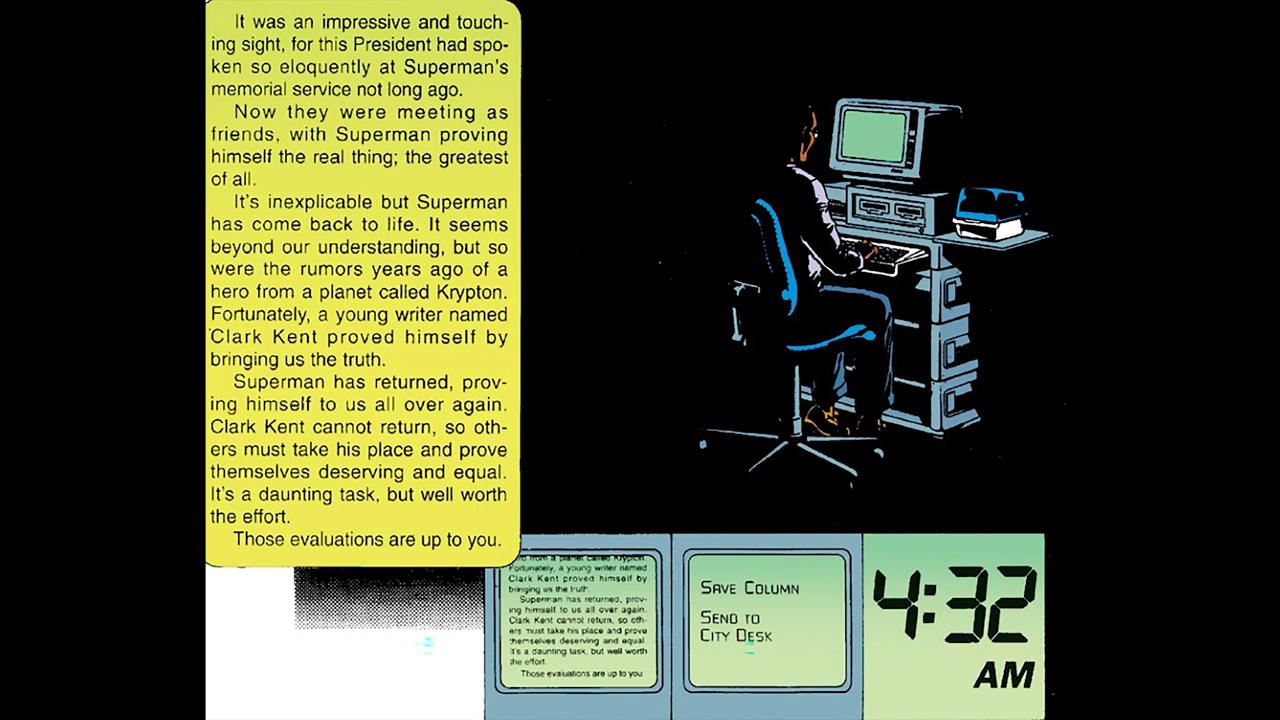 It was an impressive and touch-
ing sight, for this President had spo-
ken so eloquently at Superman's
memorial service not long ago.
Now they were meeting as
friends, with Superman proving
himself the real thing; the greatest
of all.
It's inexplicable but Superman
has come back to life. It seems
beyond our understanding, but so
were the rumors years ago of a
hero from a planet called Krypton.
Fortunately, a young writer named
Clark Kent proved himself by
bringing us the truth.
Superman has returned, prov-
ing himself to us all over again.
Clark Kent cannot return, so oth-
ers must take his place and prove
themselves deserving and equal.
It's a daunting task, but well worth
the effort.
Those evaluations are up to you.
hero from a planet called Krypton.
Fortunately, a young writer named
Clark Kent proved himself by
bringing us the truth.
Superman has returned, prov-
ing himself to us all over again.
Clark Kent cannot return, so oth-
ers must take his place and prove
themselves deserving and equal.
It's a daunting task, but well worth
the effort.
Those evaluations are up to you.
SAVE COLUMN
SEND TO
CITY DESK
4:32
AM